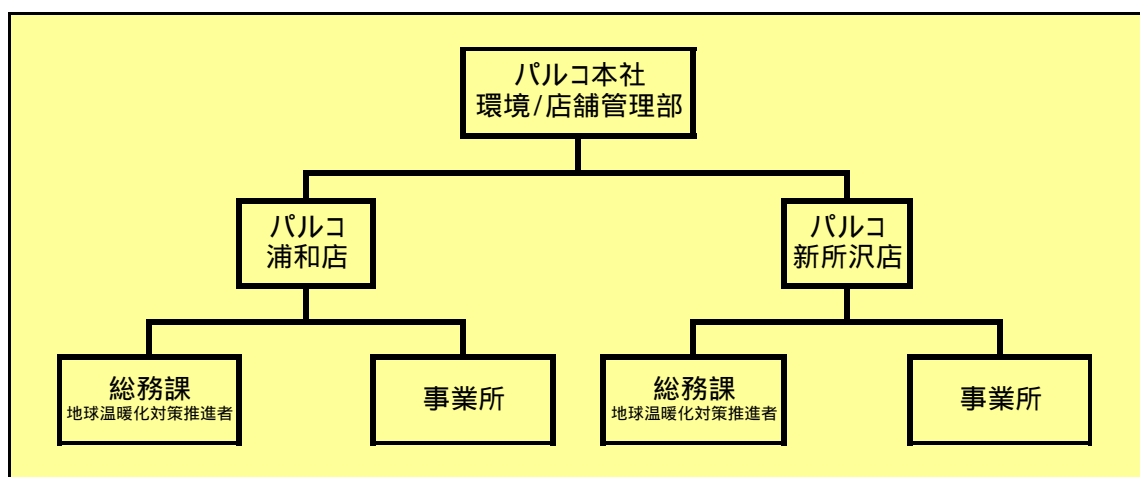 パルコ本社
環境/店舗管理部
パルコ
浦和店
パルコ
新所沢店
総務課
地球温暖化対策推進者
事業所
総務課
地球温暖化対策推進者
事業所